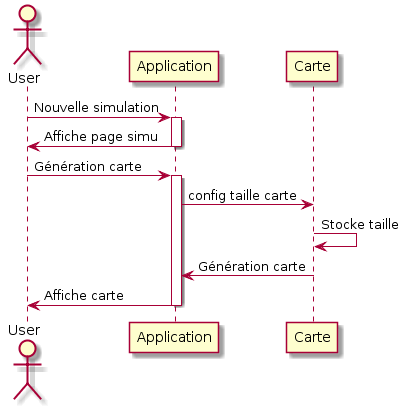 User
Application
Carte
Nouvelle simulation
Affiche page simu
Génération carte
config taille carte
Stocke taille
Génération carte
Affiche carte
User
Application
Carte